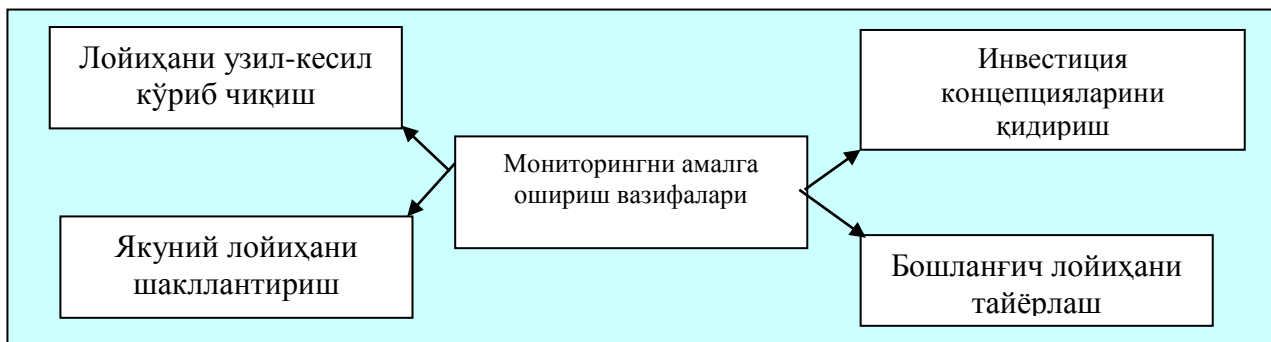 Лойиҳани узил-кесил
кўриб чиқиш
Инвестиция
концепцияларини
қидириш
Мониторингни амалга
ошириш вазифалари
Якуний лойиҳани
шакллантириш
Бошланғич лойиҳани
тайёрлаш